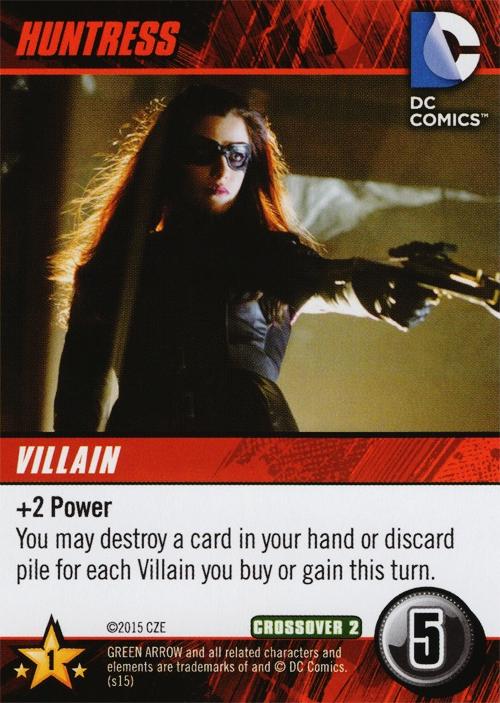 HUNTRESS
DC
COMICS™
VILLAIN
+2 Power
You may destroy a card in your hand or discard
pile for each Villain you buy or gain this turn.
©2015 CZE
CROSSOVER 2
5
1
GREEN ARROW and all related characters and
elements are trademarks of and © DC Comics.
(s15)